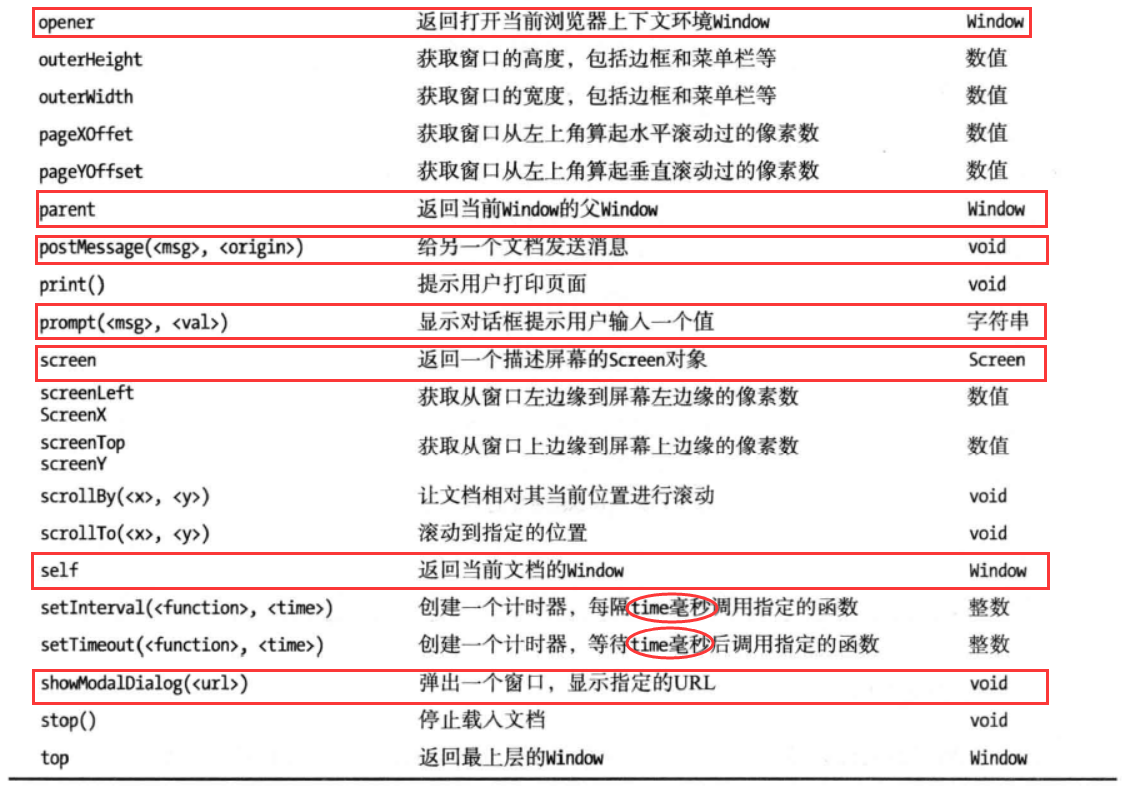 opener 返回打开当前浏览器上下文环境Window Window
outerHeight 获取窗口的高度，包括边框和菜单栏等 数值
outerWidth 获取窗口的宽度，包括边框和菜单栏等 数值
pageXOffet 获取窗口从左上角算起水平滚动过的像素数 数值
pageYOffset 获取窗口从左上角算起垂直滚动过的像素数 数值
parent 返回当前Window的父Window Window
postMessage(<msg>, <origin>) 给另一个文档发送消息 void
print() 提示用户打印页面 void
prompt(<msg>, <val>) 显示对话框提示用户输入一个值 字符串
screen 返回一个描述屏幕的Screen对象 Screen
screenLeft 获取从窗口左边缘到屏幕左边缘的像素数 数值
ScreenX
screenTop 获取从窗口上边缘到屏幕上边缘的像素数 数值
screenY
scrollBy(<x>, <y>) 让文档相对其当前位置进行滚动 void
scrollTo(<x>, <y>) 滚动到指定的位置 void
self 返回当前文档的Window Window
setInterval(<function>, <time>) 创建一个计时器，每隔time毫秒调用指定的函数 整数
setTimeout(<function>, <time>) 创建一个计时器，等待time毫秒后调用指定的函数 整数
showModalDialog(<url>) 弹出一个窗口，显示指定的URL void
stop() 停止载入文档 void
top 返回最上层的Window Window